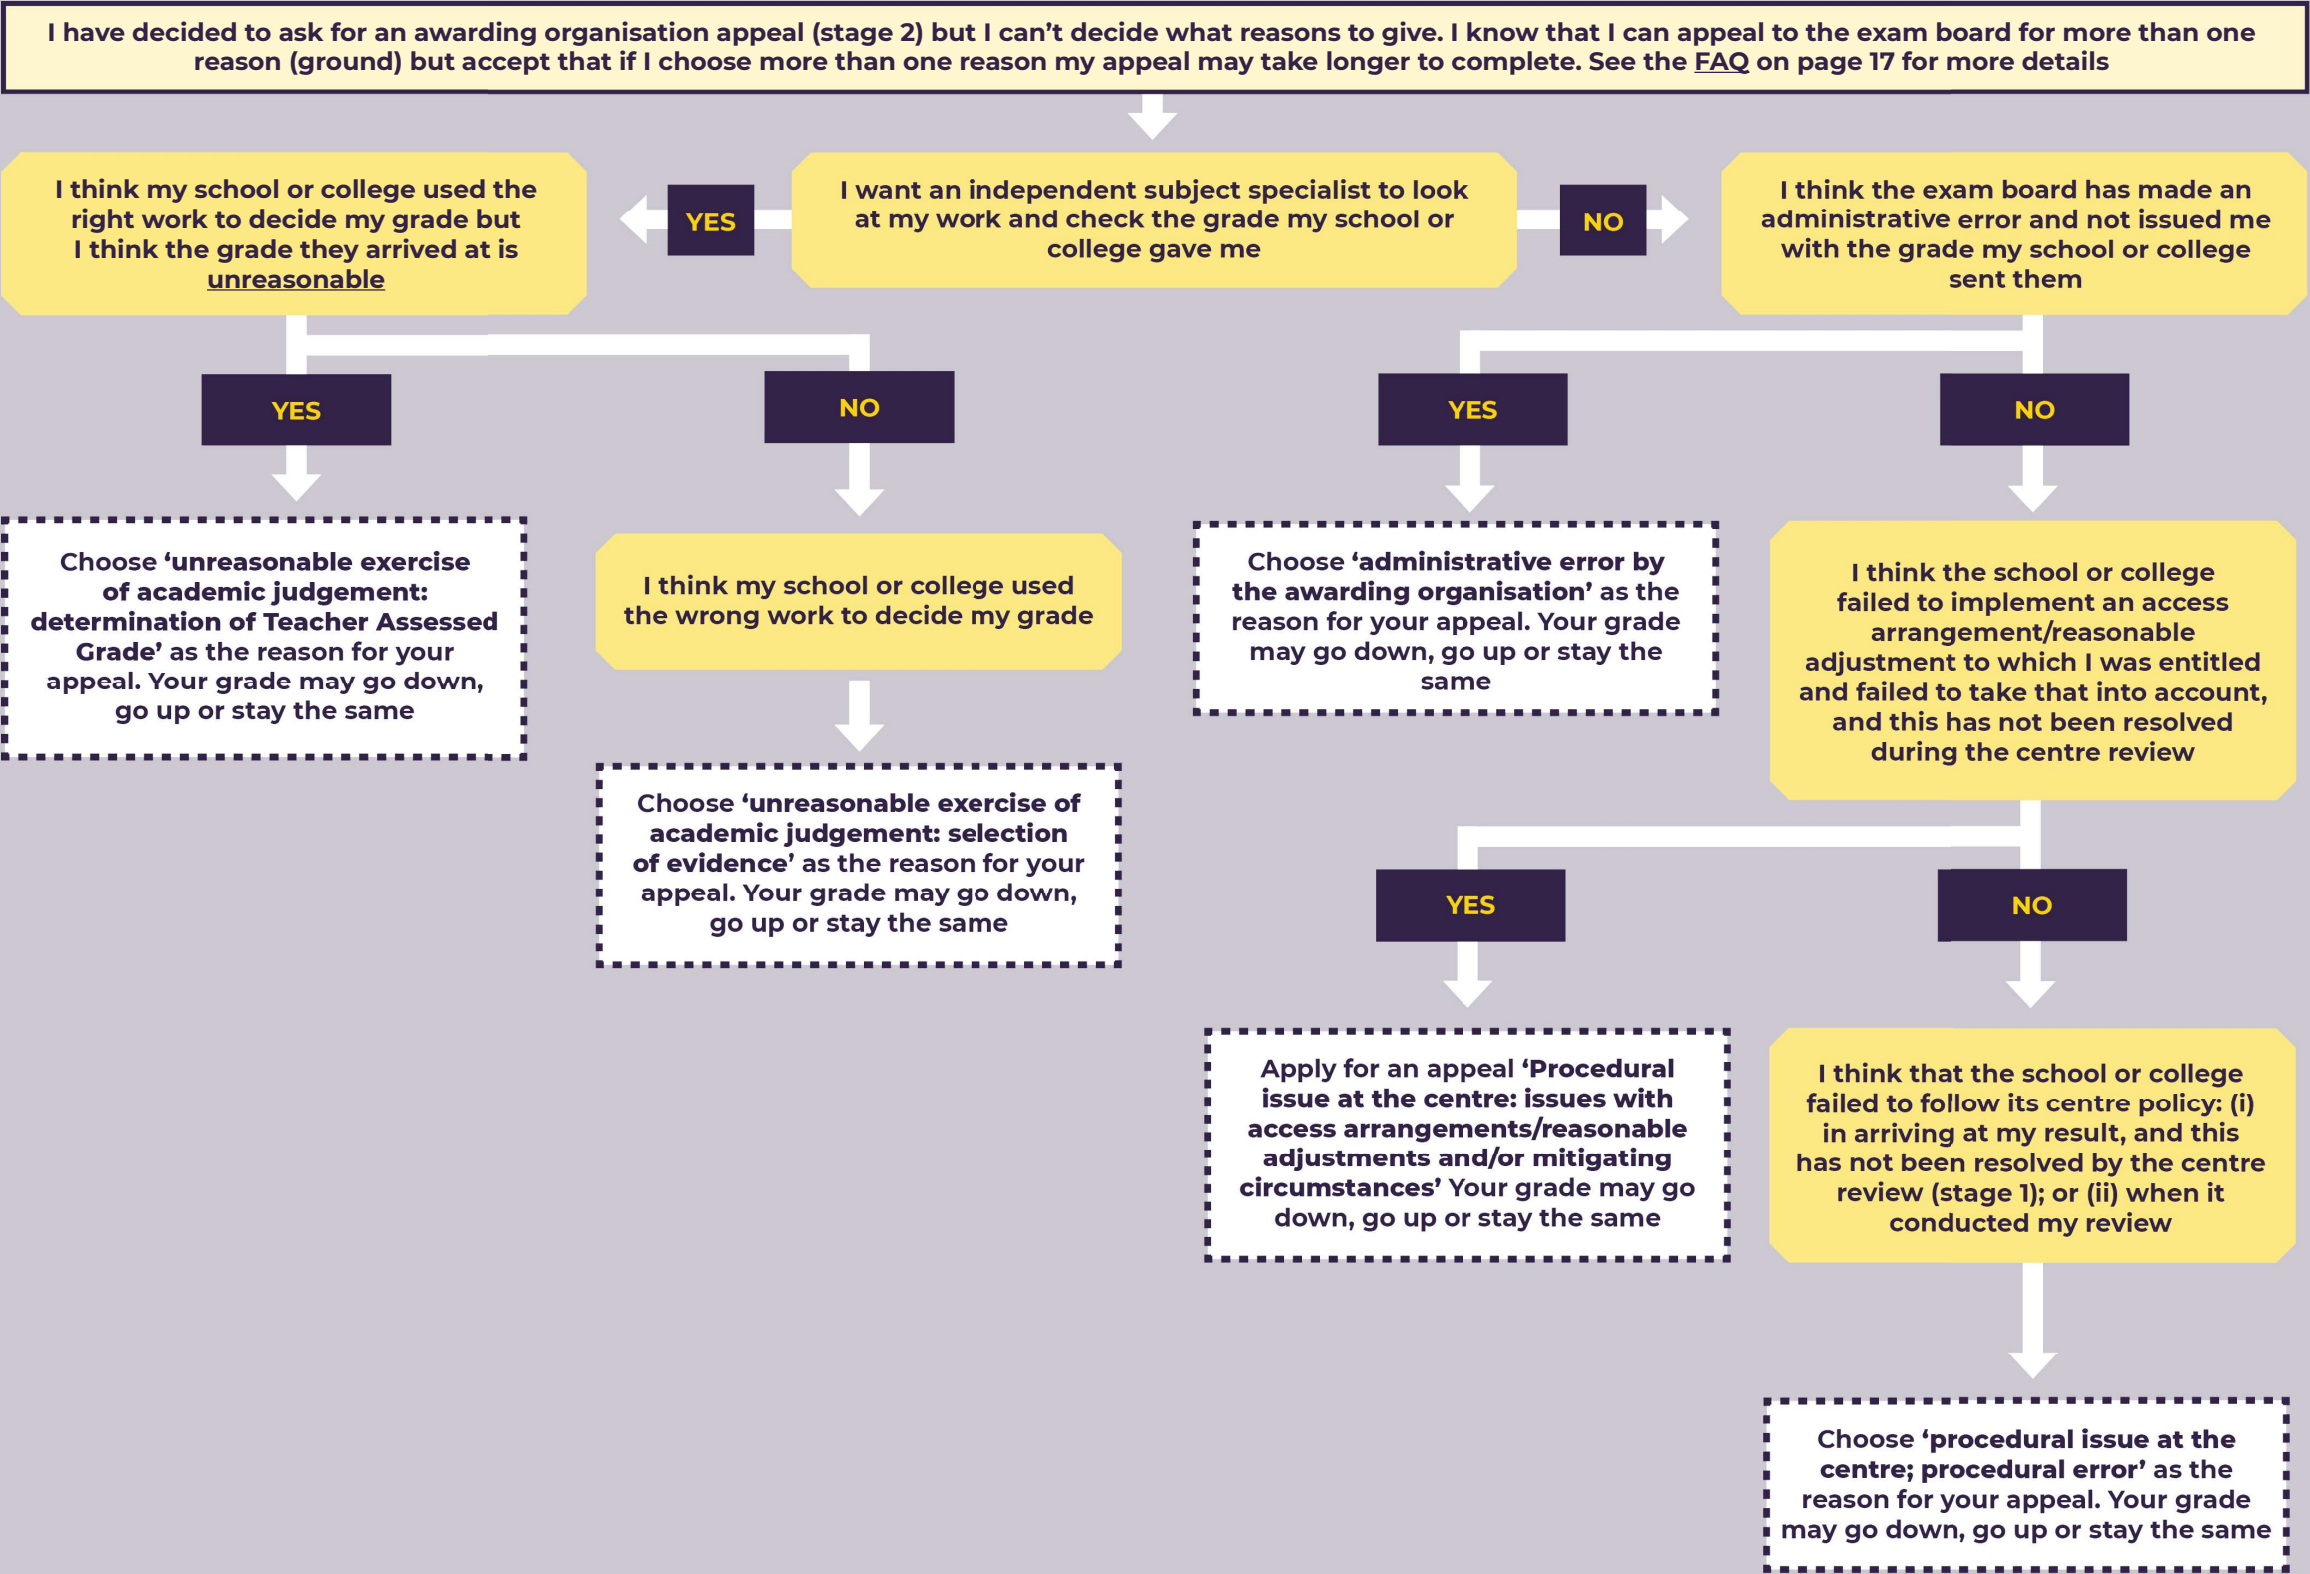 I have decided to ask for an awarding organisation appeal (stage 2) but I can’t decide what reasons to give. I know that I can appeal to the exam board for more than one
reason (ground) but accept that if I choose more than one reason my appeal may take longer to complete. See the FAQ on page 17 for more details
I think my school or college used the
right work to decide my grade but
I think the grade they arrived at is
unreasonable
YES
I want an independent subject specialist to look
at my work and check the grade my school or
college gave me
NO
I think the exam board has made an
administrative error and not issued me
with the grade my school or college
sent them
YES
NO
YES
NO
Choose ‘unreasonable exercise
of academic judgement:
determination of Teacher Assessed
Grade’ as the reason for your
appeal. Your grade may go down,
go up or stay the same
I think my school or college used
the wrong work to decide my grade
Choose ‘unreasonable exercise of
academic judgement: selection
of evidence’ as the reason for your
appeal. Your grade may go down,
go up or stay the same
Choose ‘administrative error by
the awarding organisation’ as the
reason for your appeal. Your grade
may go down, go up or stay the
same
I think the school or college
failed to implement an access
arrangement/reasonable
adjustment to which I was entitled
and failed to take that into account,
and this has not been resolved
during the centre review
YES
NO
Apply for an appeal ‘Procedural
issue at the centre: issues with
access arrangements/reasonable
adjustments and/or mitigating
circumstances’ Your grade may go
down, go up or stay the same
I think that the school or college
failed to follow its centre policy: (i)
in arriving at my result, and this
has not been resolved by the centre
review (stage 1); or (ii) when it
conducted my review
Choose ‘procedural issue at the
centre; procedural error’ as the
reason for your appeal. Your grade
may go down, go up or stay the same